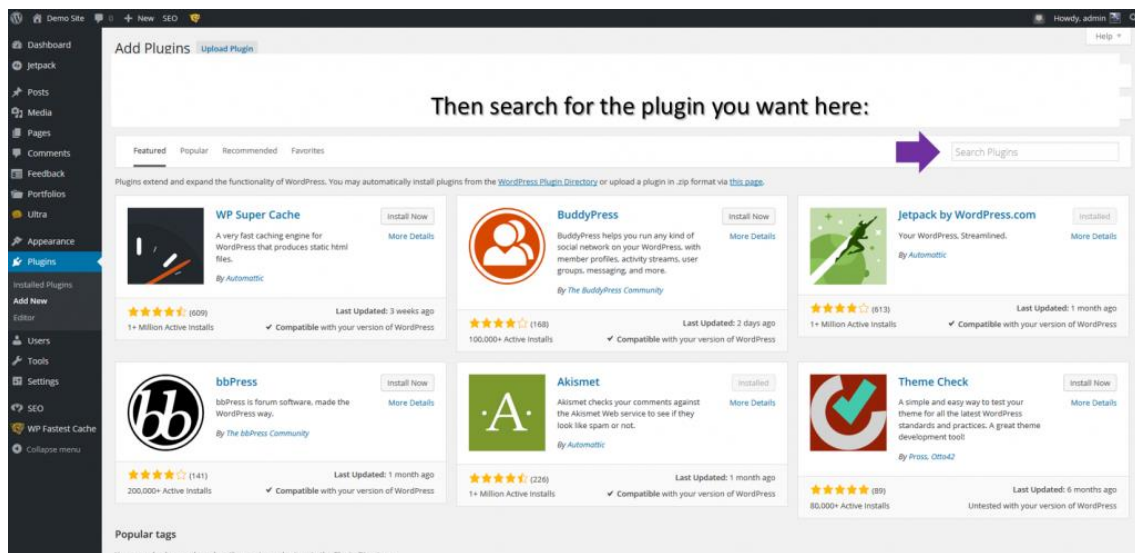 Demo Site 0 + New SEO Howdy, admin
Help
Dashboard
Jetpack
Posts
Media
Pages
Comments
Feedback
Portfolios
Ultra
Appearance
Plugins
Installed Plugins
Add New
Editor
Users
Tools
Settings
SEO
WP Fastest Cache
Collapse menu
Add Plugins Upload Plugin
Then search for the plugin you want here:
Featured Popular Recommended Favorites Search Plugins
Plugins extend and expand the functionality of WordPress. You may automatically install plugins from the WordPress Plugin Directory or upload a plugin in .zip format via this page.
WP Super Cache
Install Now
More Details
A very fast caching engine for
WordPress that produces static html
files.
By Automattic
(609)
Last Updated: 3 weeks ago
1+ Million Active Installs
✔ Compatible with your version of WordPress
BuddyPress
Install Now
More Details
BuddyPress helps you run any kind of
social network on your WordPress, with
member profiles, activity streams, user
groups, messaging, and more.
By The BuddyPress Community
(168)
Last Updated: 2 days ago
100,000+ Active Installs
✔ Compatible with your version of WordPress
Jetpack by WordPress.com
Installed
More Details
Your WordPress, Streamlined.
By Automattic
(613)
Last Updated: 1 month ago
1+ Million Active Installs
✔ Compatible with your version of WordPress
bb
bbPress
Install Now
More Details
bbPress is forum software, made the
WordPress way.
By The bbPress Community
(141)
Last Updated: 1 month ago
200,000+ Active Installs
✔ Compatible with your version of WordPress
·A·
Akismet
Installed
More Details
Akismet checks your comments against
the Akismet Web service to see if they
look like spam or not.
By Automattic
(226)
Last Updated: 1 month ago
1+ Million Active Installs
✔ Compatible with your version of WordPress
Theme Check
Install Now
More Details
A simple and easy way to test your
theme for all the latest WordPress
standards and practices. A great theme
development tool!
By Pross, Otto42
(89)
Last Updated: 6 months ago
80,000+ Active Installs
Untested with your version of WordPress
Popular tags